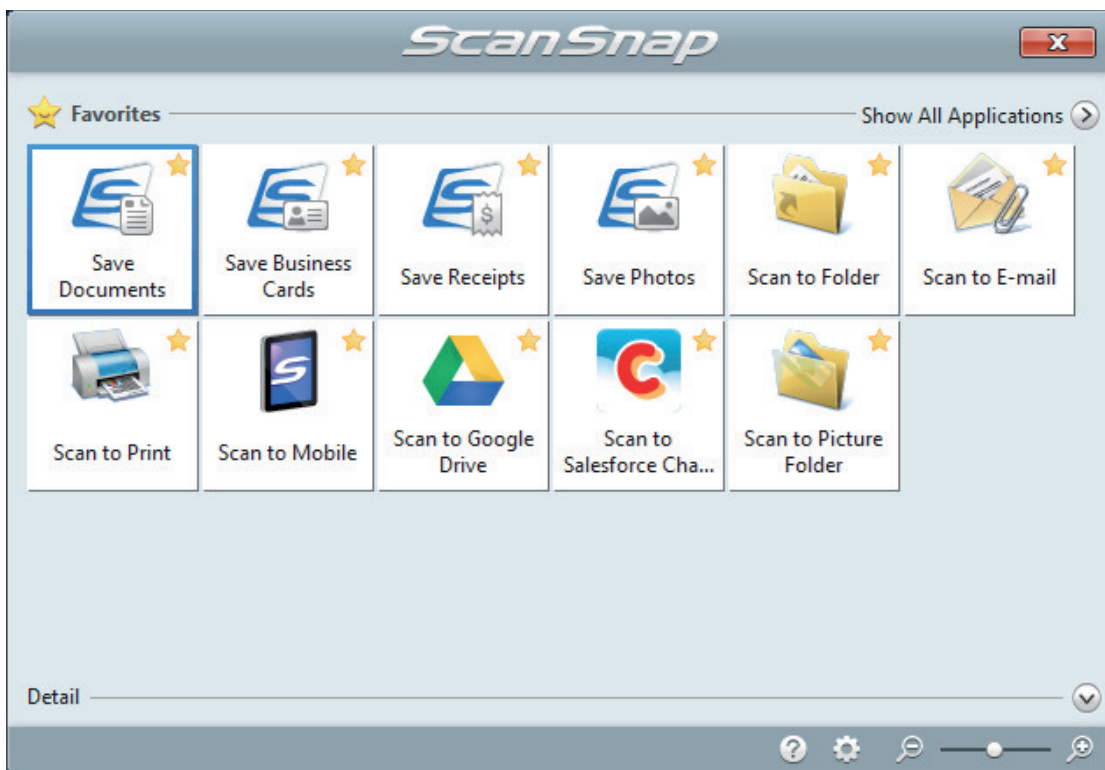 ScanSnap
Favorites
Show All Applications
Save
Documents
Save Business
Cards
Save Receipts
Save Photos
Scan to Folder
Scan to E-mail
Scan to Print
Scan to Mobile
Scan to Google
Drive
Scan to
Salesforce Cha...
Scan to Picture
Folder
Detail